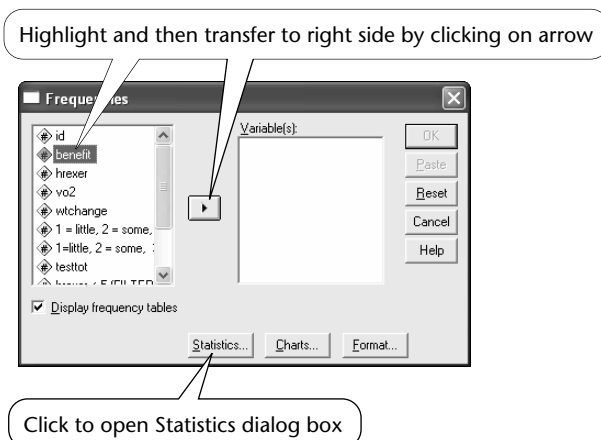 Highlight and then transfer to right side by clicking on arrow
Frequencies
id
benefit
hrexer
vo2
wtchange
1 = little, 2 = some,
1=little, 2 = some, :
testtot
Variable(s):
OK
Paste
Reset
Cancel
Help
Display frequency tables
Statistics...
Charts...
Format...
Click to open Statistics dialog box